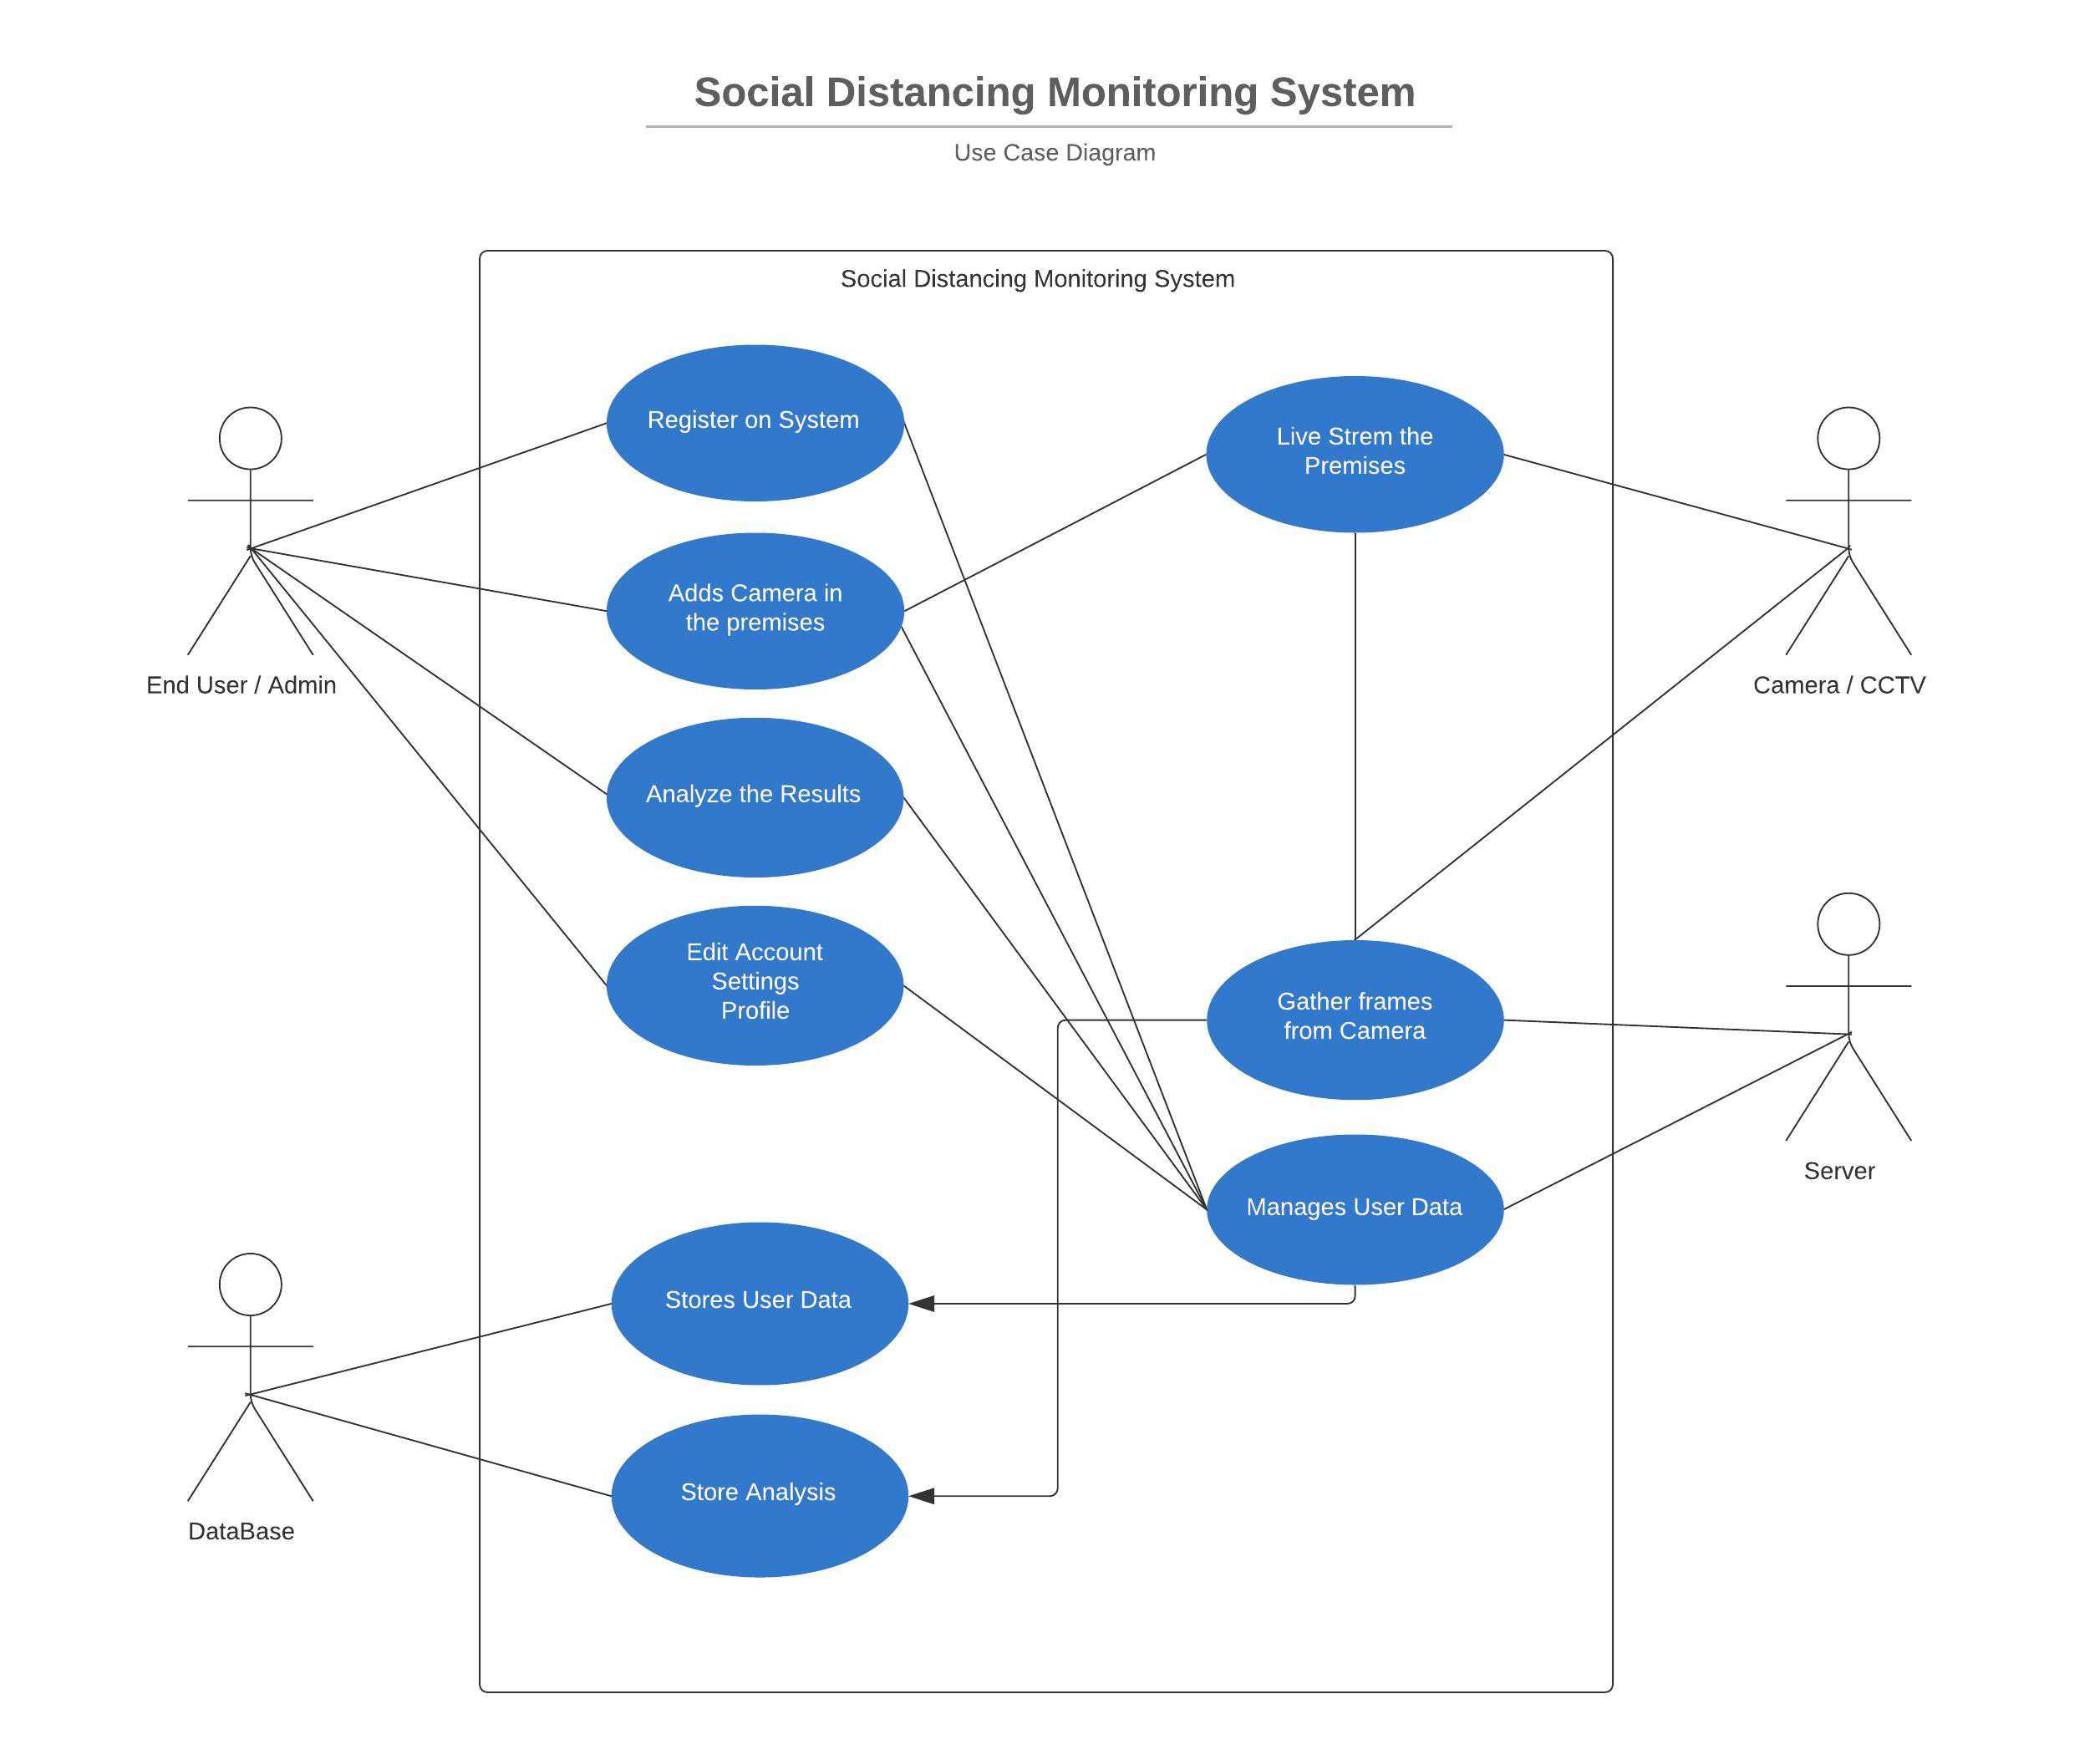 Social Distancing Monitoring System
Use Case Diagram
Social Distancing Monitoring System
Register on System
Live Strem the
Premises
Adds Camera in
the premises
End User / Admin
Camera / CCTV
Analyze the Results
Edit Account
Settings
Profile
Gather frames
from Camera
Server
Manages User Data
Stores User Data
Store Analysis
DataBase